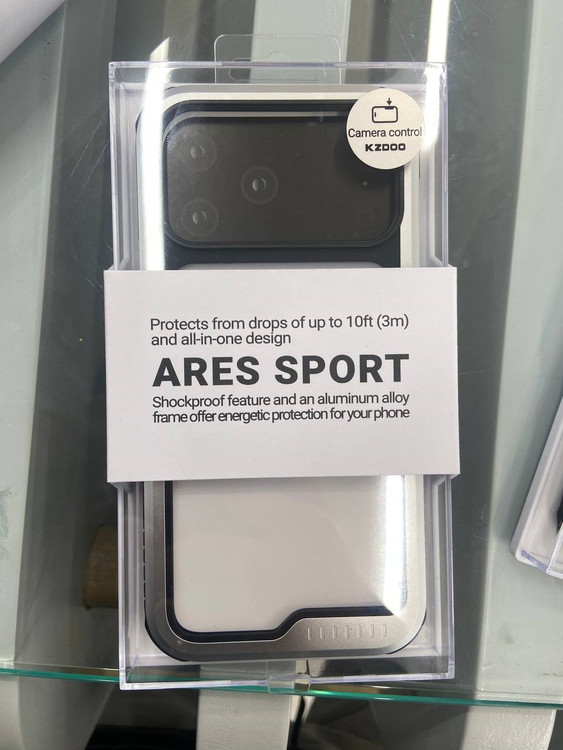 Camera control
KZDOO
Protects from drops of up to 10ft (3m)
and all-in-one design
ARES SPORT
Shockproof feature and an aluminum alloy
frame offer energetic protection for your phone